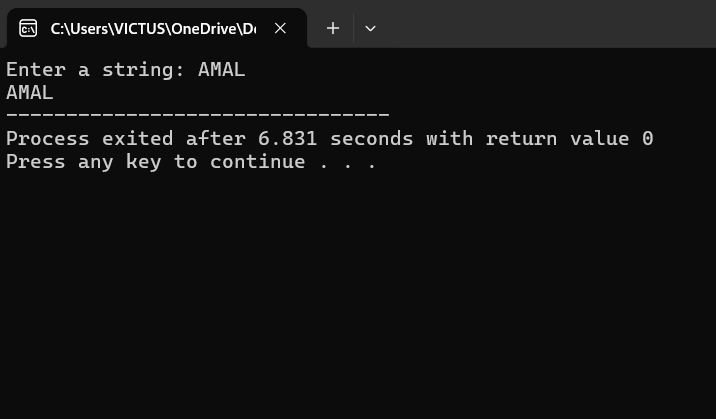 C:\Users\VICTUS\OneDrive\Do
Enter a string: AMAL
AMAL
--------------------------------
Process exited after 6.831 seconds with return value 0
Press any key to continue . . .